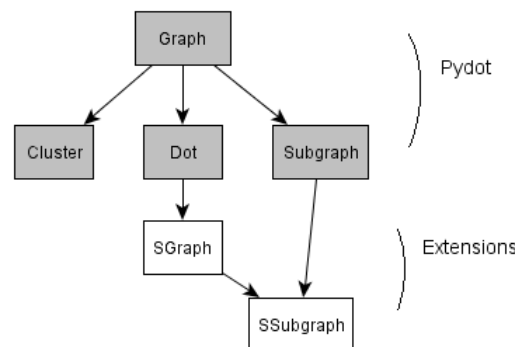 Graph
Pydot
Cluster
Dot
Subgraph
SGraph
Extensions
SSubgraph